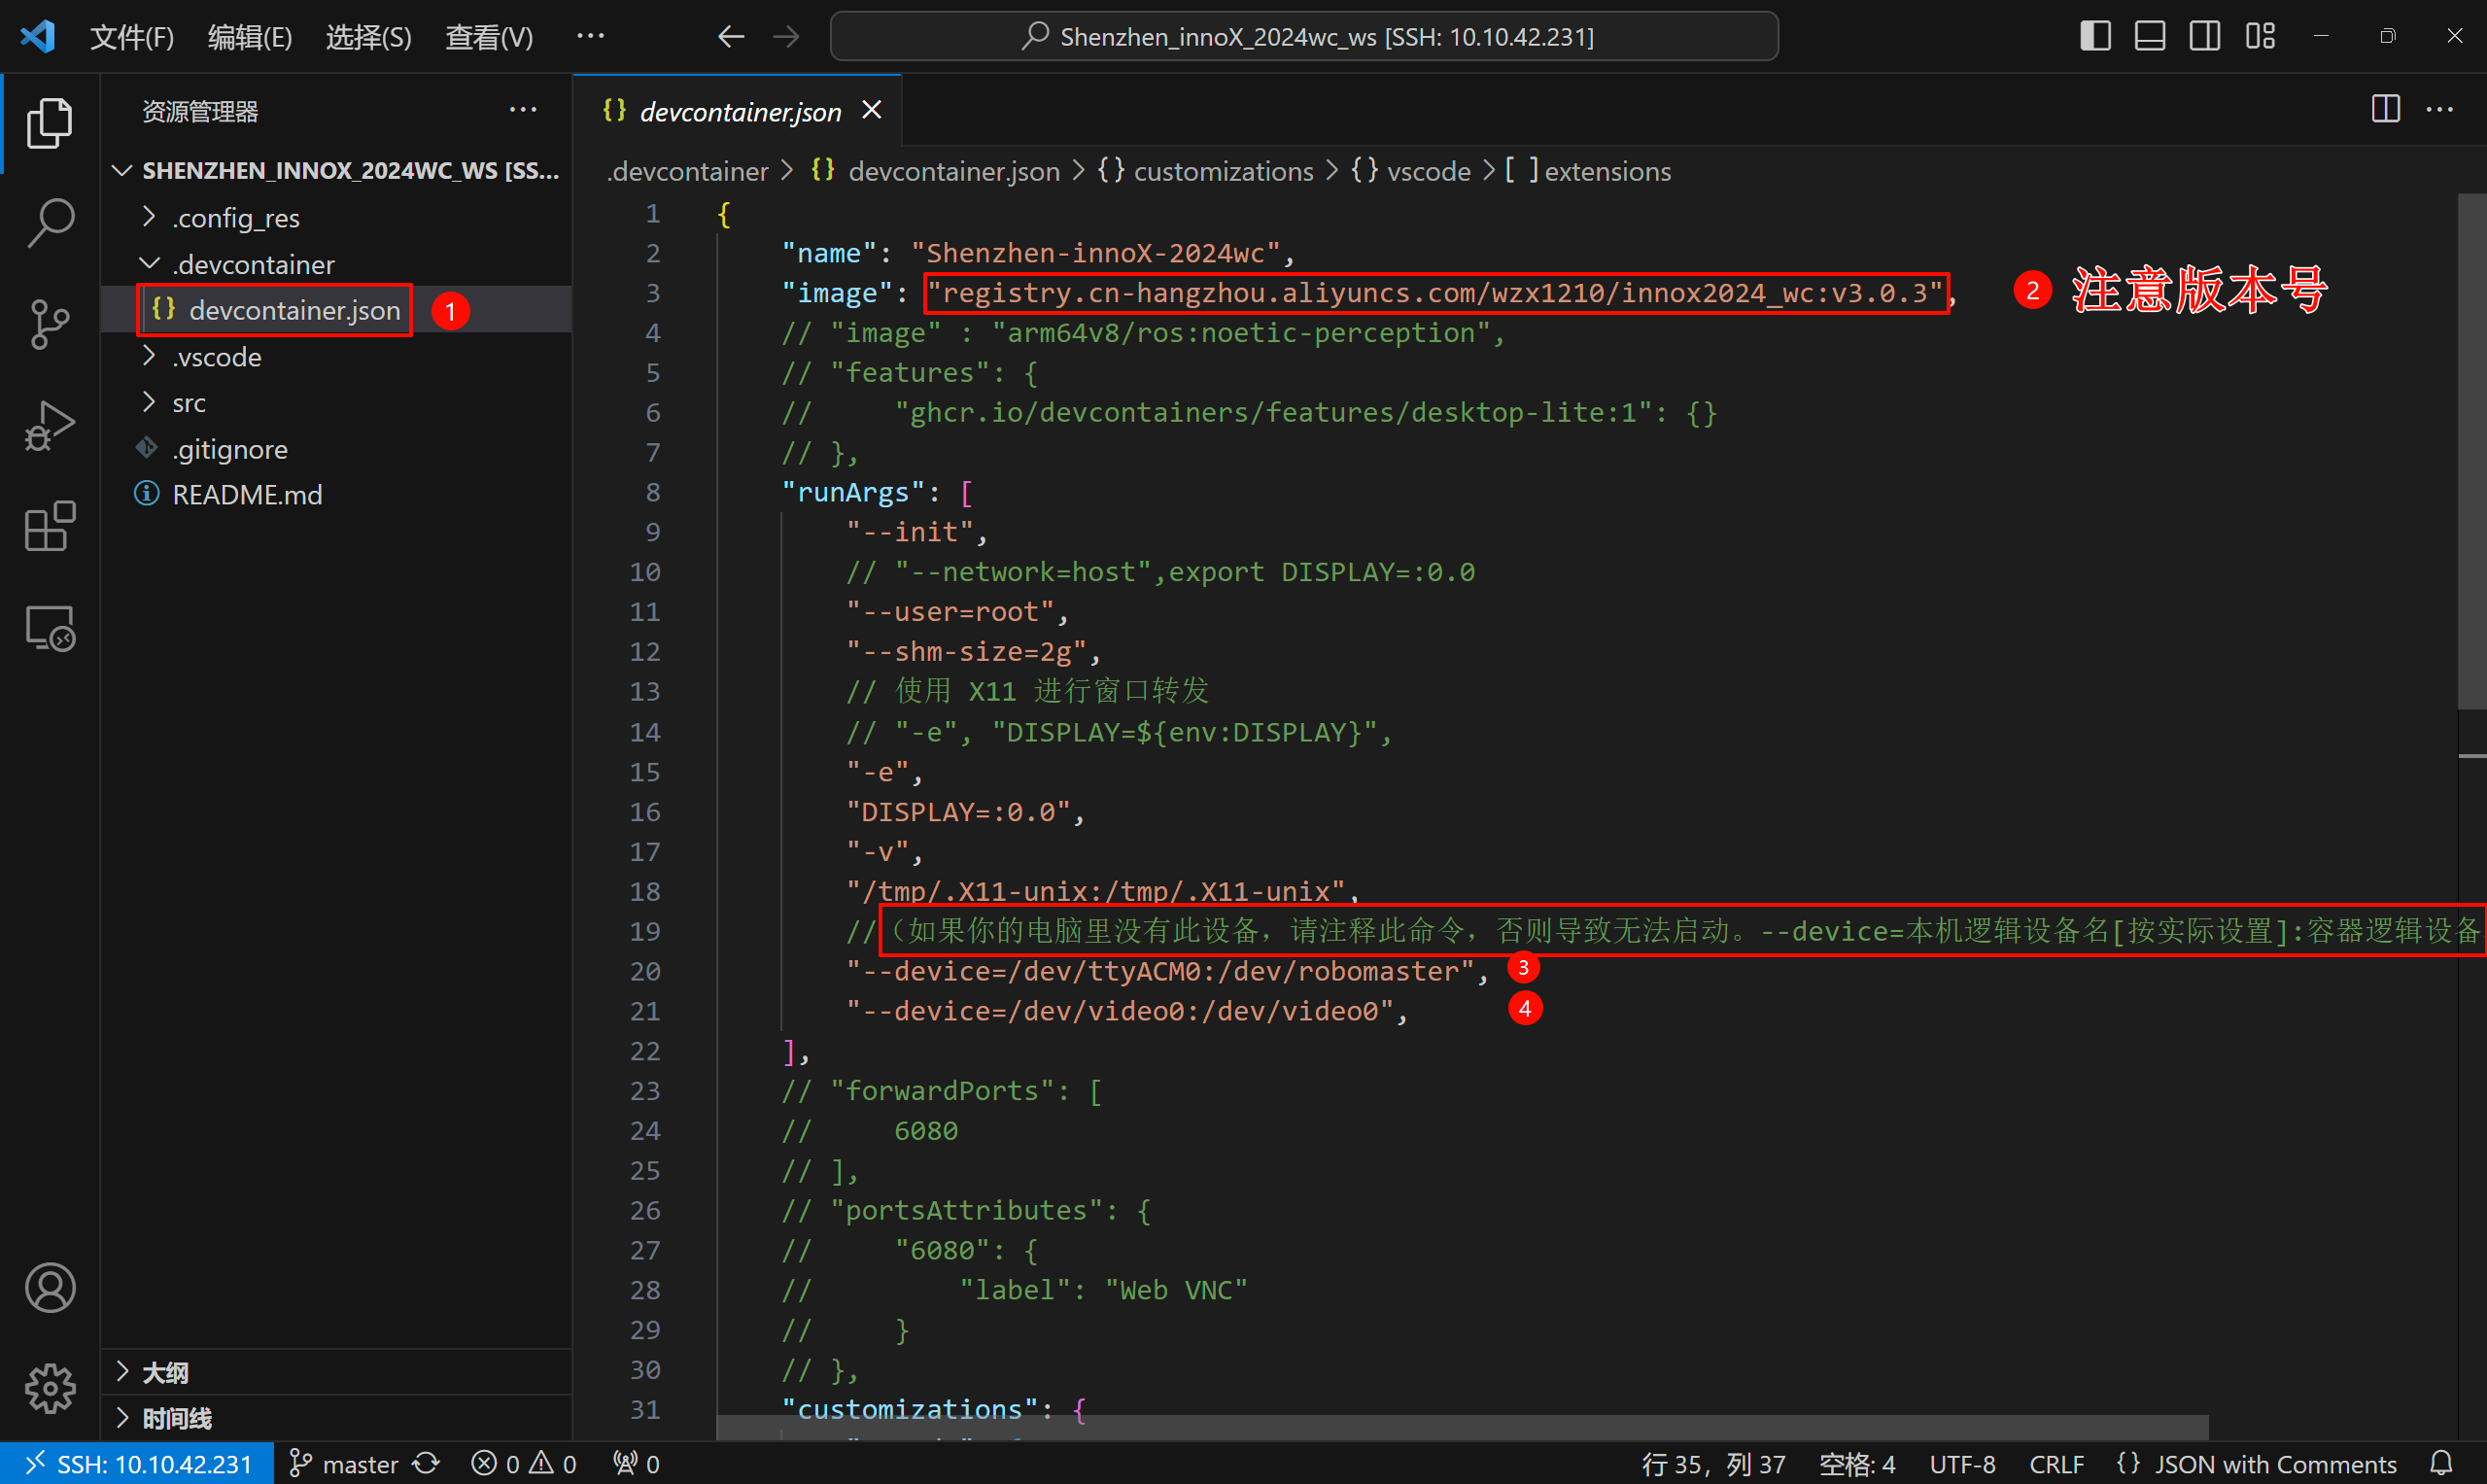 文件(F) 编辑(E) 选择(S) 查看(V) ··· Shenzhen_innoX_2024wc_ws [SSH: 10.10.42.231]
资源管理器 ···
SHENZHEN_INNOX_2024WC_WS [SS...
.config_res
.devcontainer
{} devcontainer.json 1
.vscode
src
.gitignore
README.md
大纲
时间线
{} devcontainer.json
.devcontainer > {} devcontainer.json > {} customizations > {} vscode > [ ] extensions
1 {
2 "name": "Shenzhen-innoX-2024wc",
3 "image": "registry.cn-hangzhou.aliyuncs.com/wzx1210/innox2024_wc:v3.0.3", 2 注意版本号
4 // "image" : "arm64v8/ros:noetic-perception",
5 // "features": {
6 // "ghcr.io/devcontainers/features/desktop-lite:1": {}
7 // },
8 "runArgs": [
9 "--init",
10 // "--network=host",export DISPLAY=:0.0
11 "--user=root",
12 "--shm-size=2g",
13 // 使用 X11 进行窗口转发
14 // "-e", "DISPLAY=${env:DISPLAY}",
15 "-e",
16 "DISPLAY=:0.0",
17 "-v",
18 "/tmp/.X11-unix:/tmp/.X11-unix",
19 //（如果你的电脑里没有此设备，请注释此命令，否则导致无法启动。--device=本机逻辑设备名[按实际设置]:容器逻辑设备
20 "--device=/dev/ttyACM0:/dev/robomaster", 3
21 "--device=/dev/video0:/dev/video0", 4
22 ],
23 // "forwardPorts": [
24 // 6080
25 // ],
26 // "portsAttributes": {
27 // "6080": {
28 // "label": "Web VNC"
29 // }
30 // },
31 "customizations": {
SSH: 10.10.42.231 master 0 0 0 行 35，列 37 空格: 4 UTF-8 CRLF {} JSON with Comments